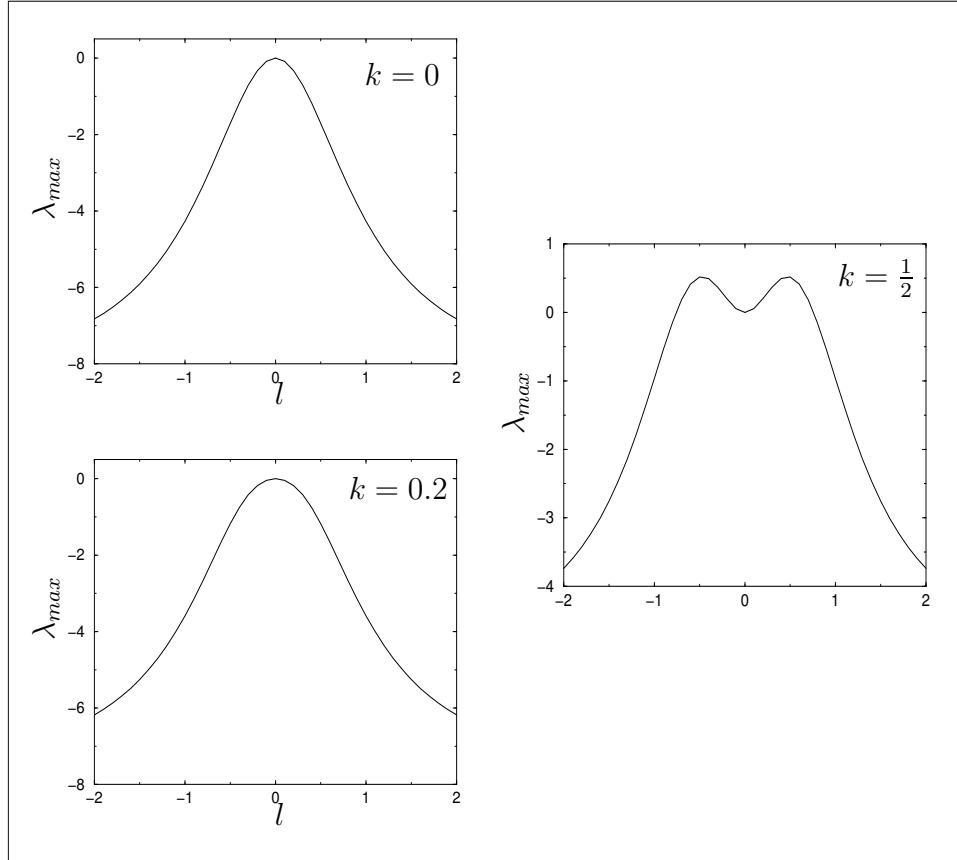 k = 0
0
−2
−4
−6
−8
λmax
−2 −1 0 1 2
l
k = 0.2
0
−2
−4
−6
−8
λmax
−2 −1 0 1 2
l
k = 1/2
1
0
−1
−2
−3
−4
λmax
−2 −1 0 1 2